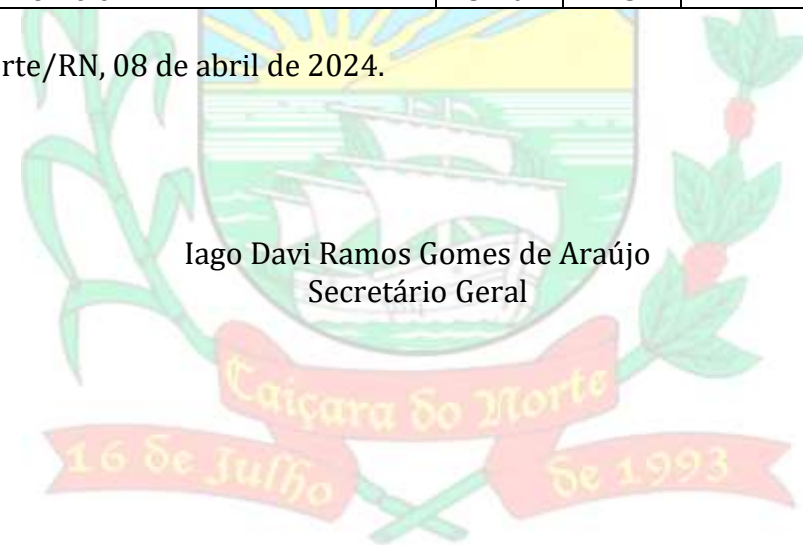 rte/RN, 08 de abril de 2024.
Iago Davi Ramos Gomes de Araújo
Secretário Geral
Caiçara do Norte
16 de Julho de 1993